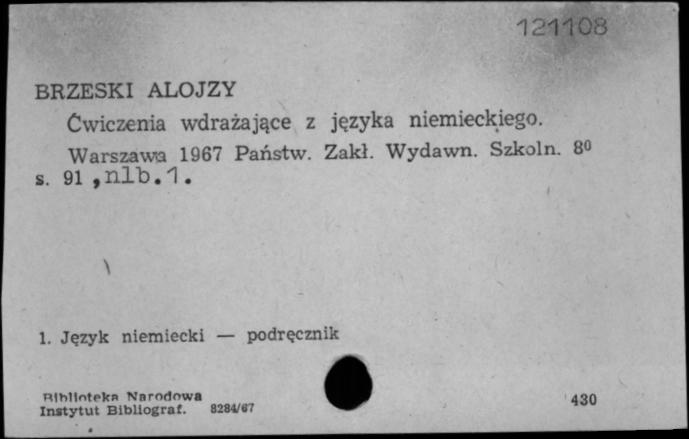 121108
BRZESKI ALOJZY
Ćwiczenia wdrażające z języka niemieckiego.
Warszawa 1967 Państw. Zakł. Wydawn. Szkoln. 8⁰
s. 91 ,nlb.1.
1. Język niemiecki — podręcznik
Biblioteka Narodowa
Instytut Bibliograf. 8284/67
430